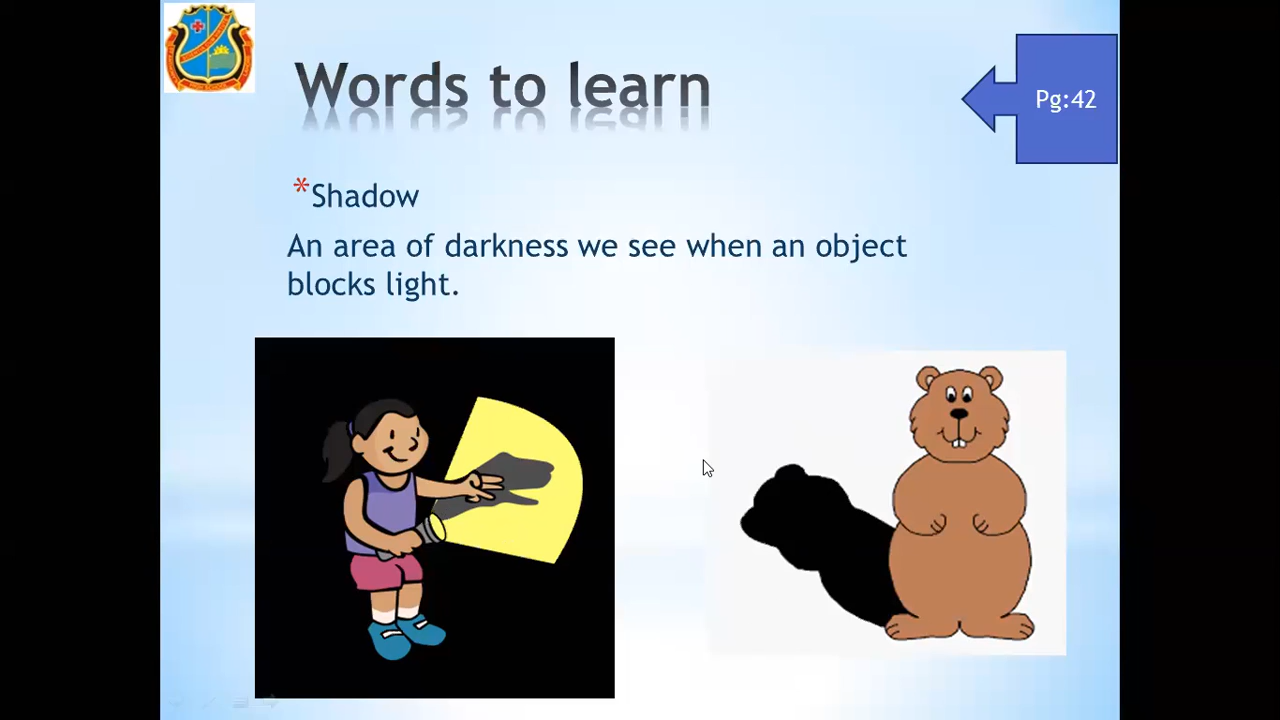 Words to learn
Pg:42
*Shadow
An area of darkness we see when an object
blocks light.